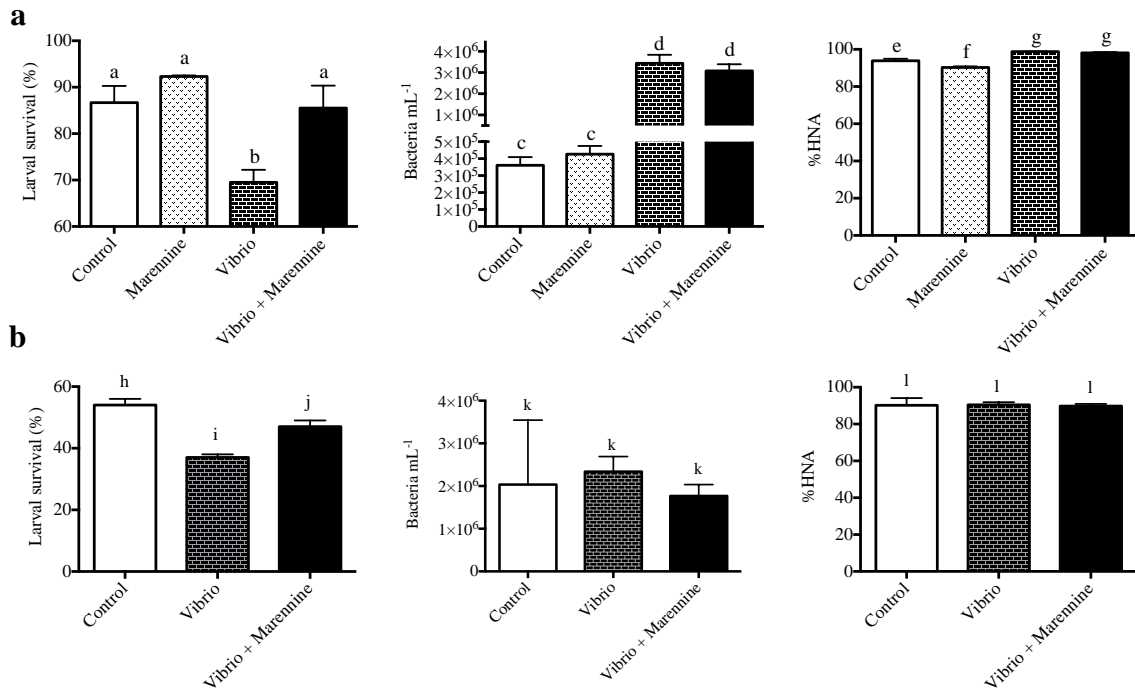 a
Larval survival (%)
100
90
80
70
60
a
a
b
a
Control
Marennine
Vibrio
Vibrio + Marennine
Bacteria mL⁻¹
4×10⁶
3×10⁶
2×10⁶
1×10⁶
5×10⁵
4×10⁵
3×10⁵
2×10⁵
1×10⁵
0
c
c
d
d
Control
Marennine
Vibrio
Vibrio + Marennine
%HNA
100
80
60
40
20
0
e
f
g
g
Control
Marennine
Vibrio
Vibrio + Marennine
b
Larval survival (%)
60
40
20
0
h
i
j
Control
Vibrio
Vibrio + Marennine
Bacteria mL⁻¹
4×10⁶
3×10⁶
2×10⁶
1×10⁶
0
k
k
k
Control
Vibrio
Vibrio + Marennine
%HNA
100
80
60
40
20
0
l
l
l
Control
Vibrio
Vibrio + Marennine